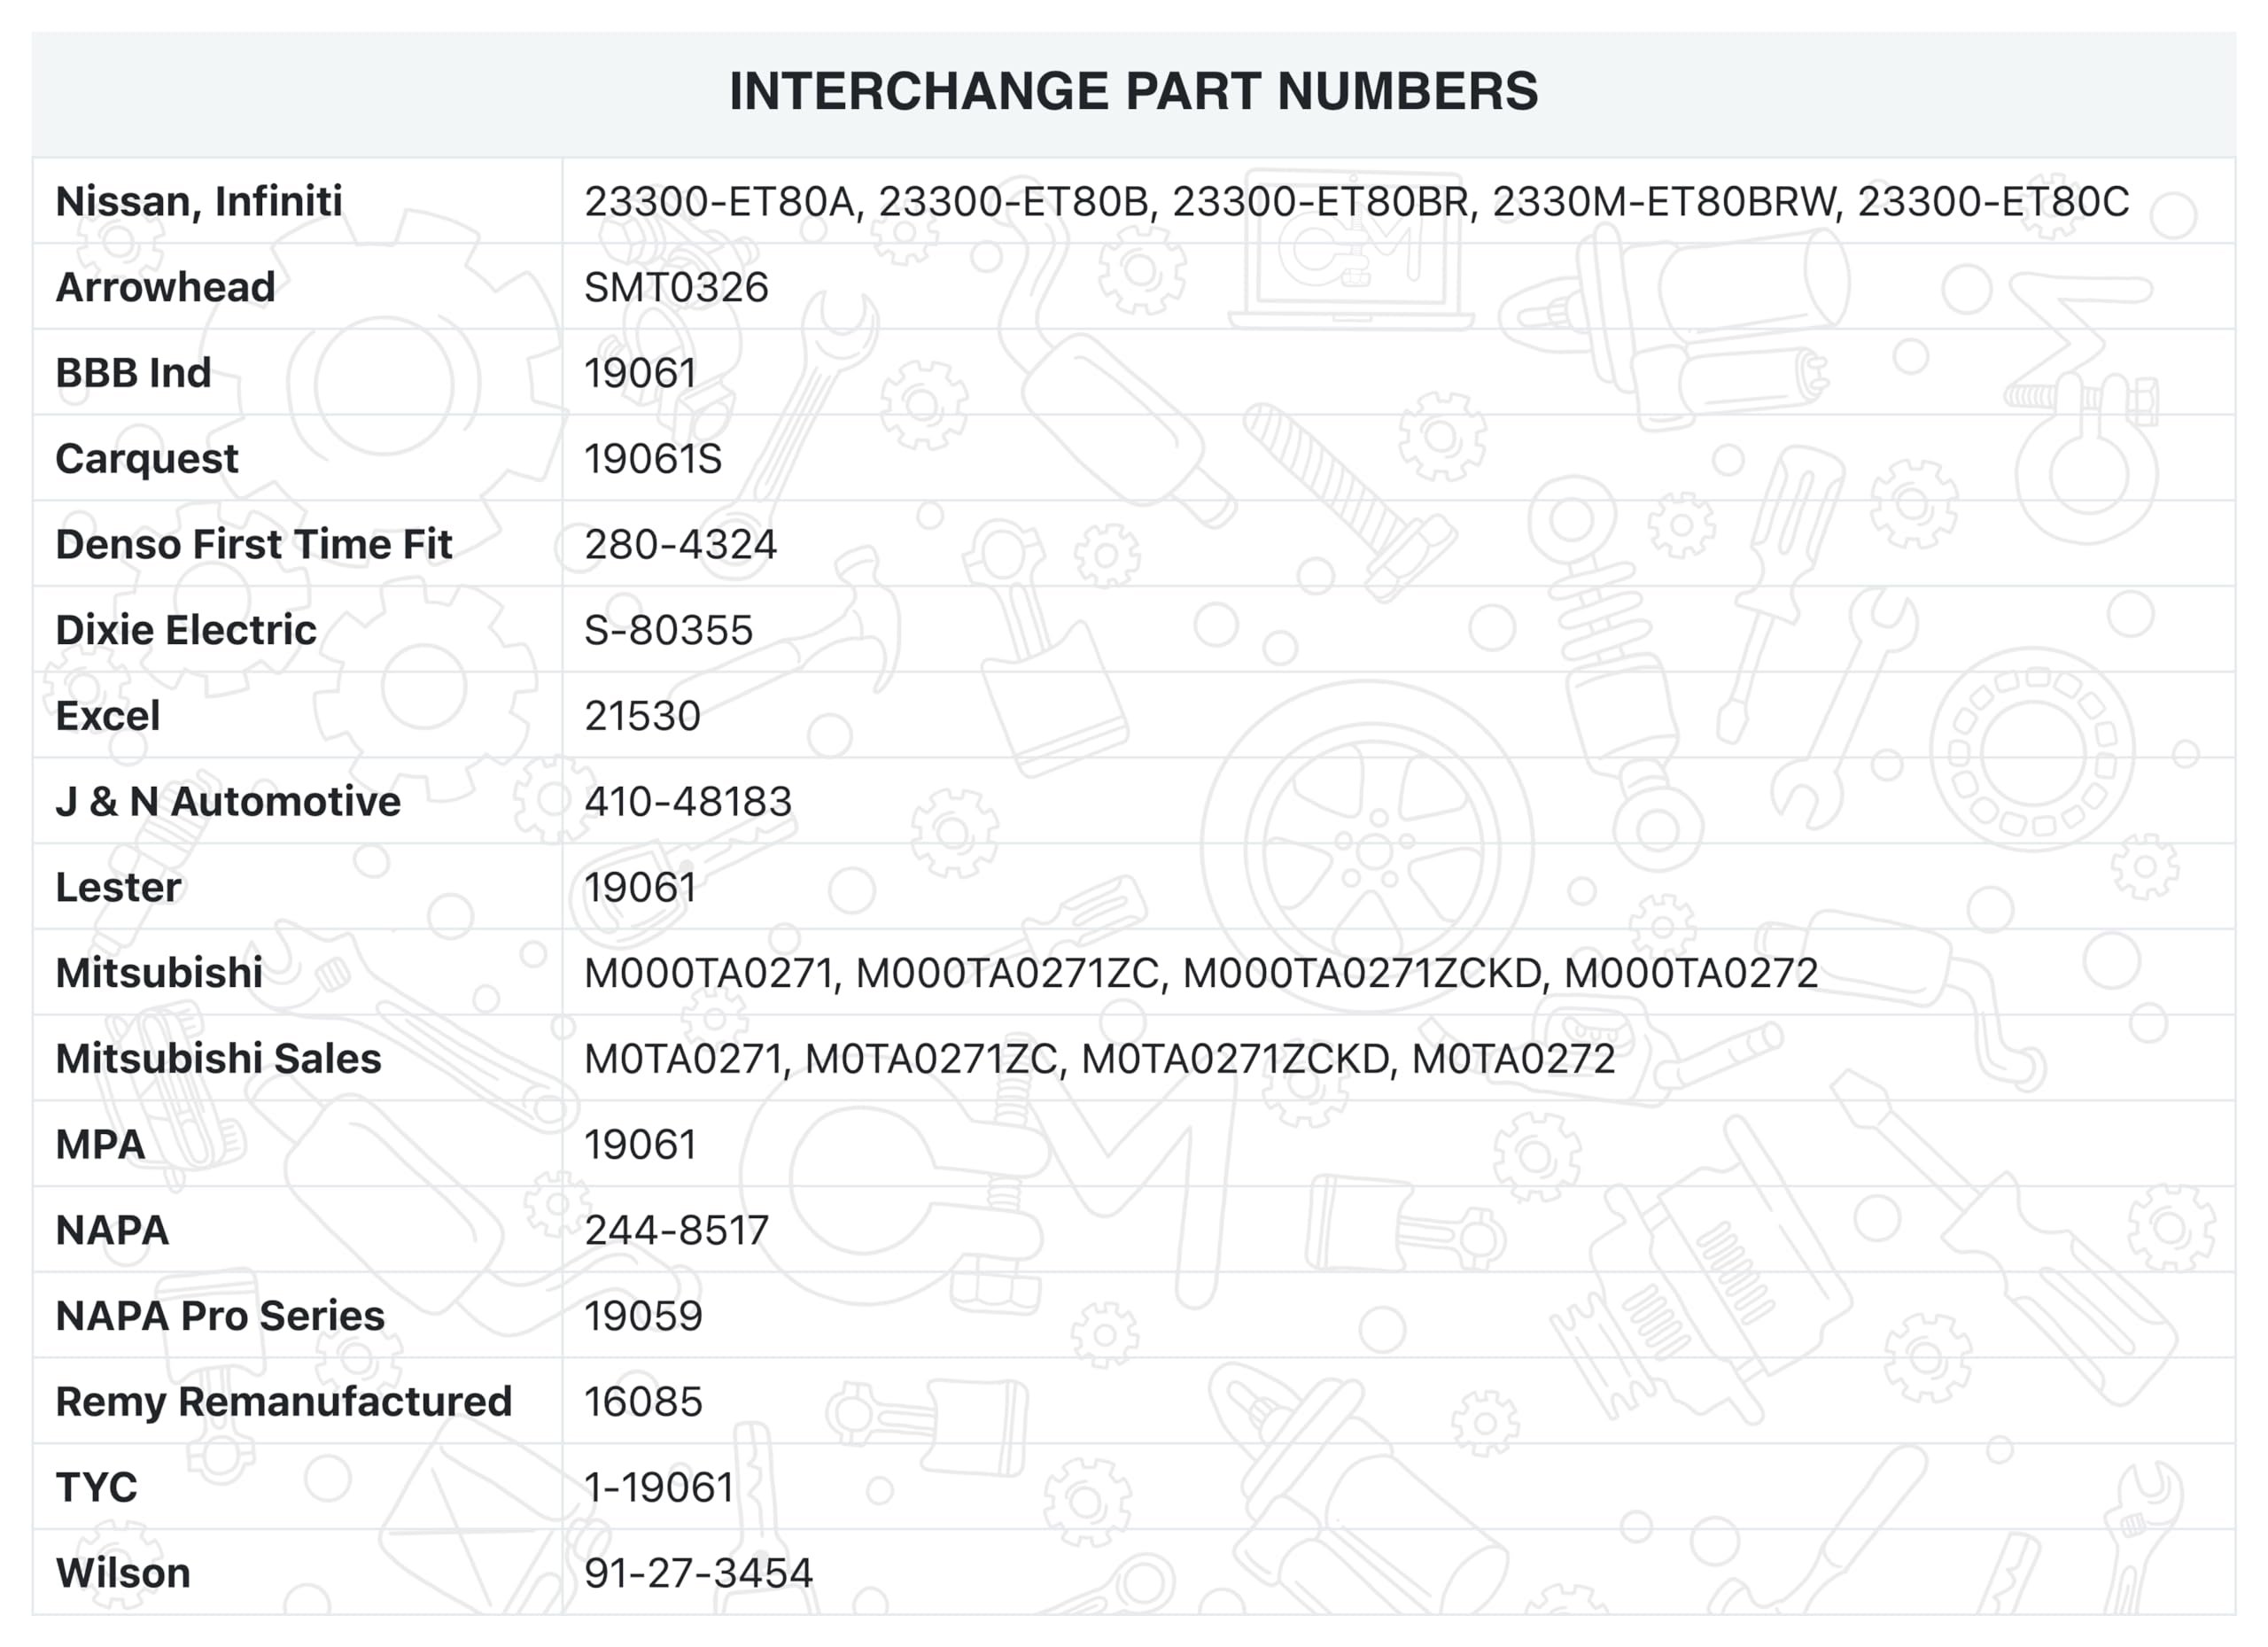 INTERCHANGE PART NUMBERS
Nissan, Infiniti 23300-ET80A, 23300-ET80B, 23300-ET80BR, 2330M-ET80BRW, 23300-ET80C
Arrowhead SMT0326
BBB Ind 19061
Carquest 19061S
Denso First Time Fit 280-4324
Dixie Electric S-80355
Excel 21530
J & N Automotive 410-48183
Lester 19061
Mitsubishi M000TA0271, M000TA0271ZC, M000TA0271ZCKD, M000TA0272
Mitsubishi Sales M0TA0271, M0TA0271ZC, M0TA0271ZCKD, M0TA0272
MPA 19061
NAPA 244-8517
NAPA Pro Series 19059
Remy Remanufactured 16085
TYC 1-19061
Wilson 91-27-3454